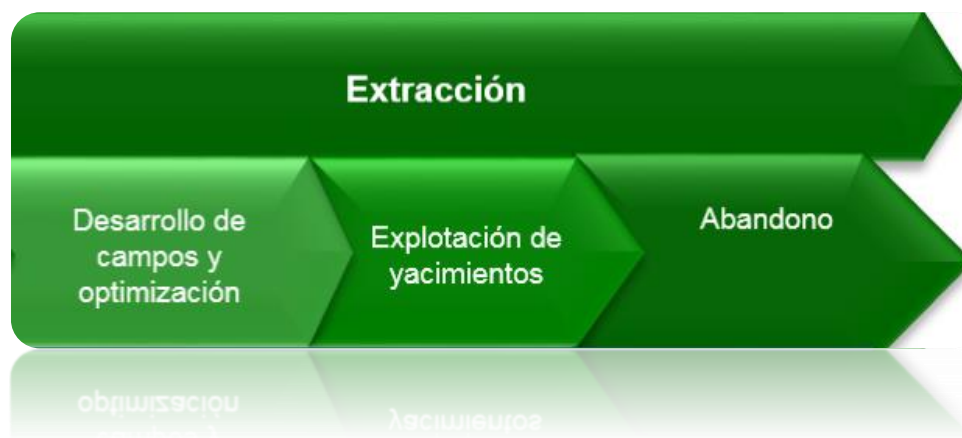 Extracción
Desarrollo de
campos y
optimización
Explotación de
yacimientos
Abandono